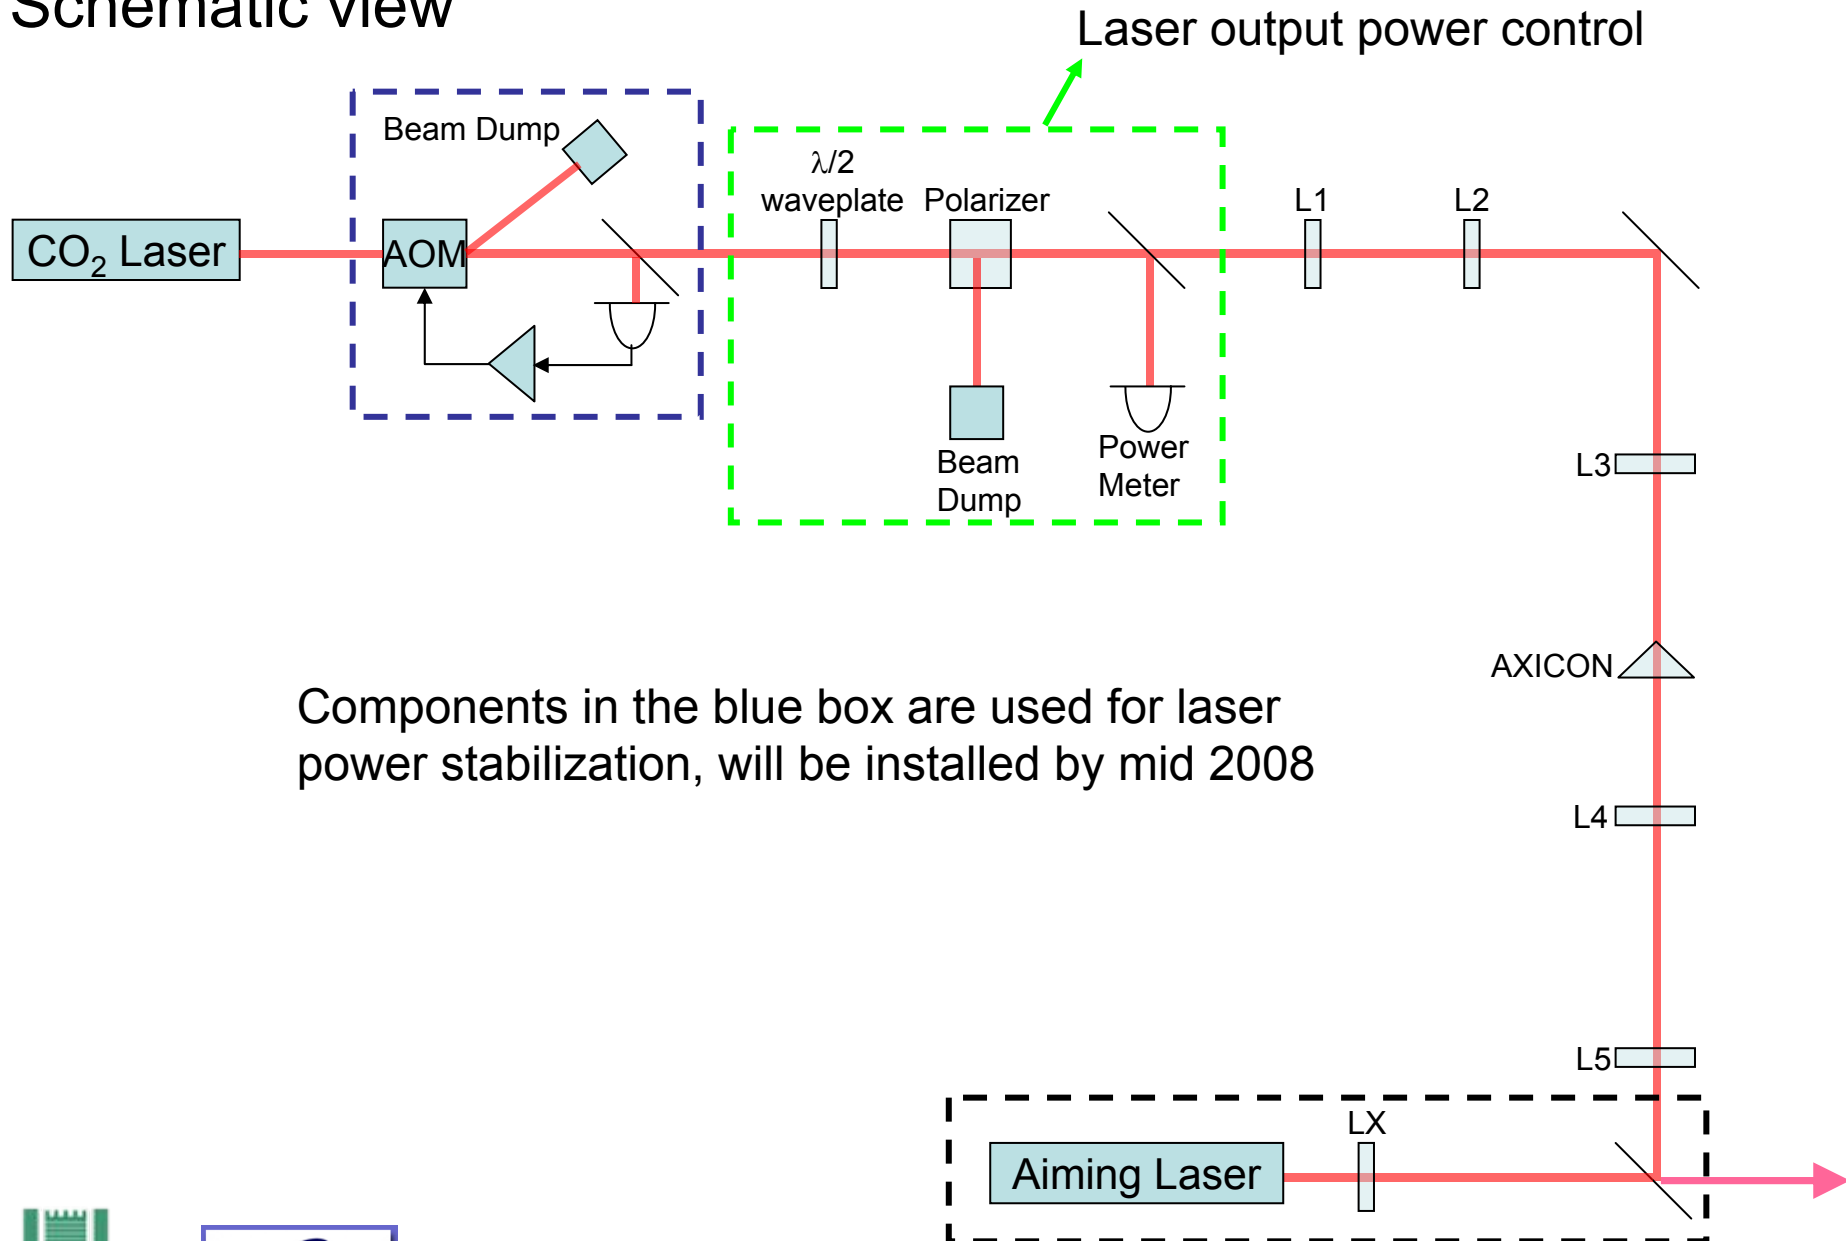 Schematic view
Laser output power control
Beam Dump
λ/2
waveplate
Polarizer
L1
L2
CO₂ Laser
AOM
Beam
Dump
Power
Meter
L3
AXICON
Components in the blue box are used for laser
power stabilization, will be installed by mid 2008
L4
L5
LX
Aiming Laser